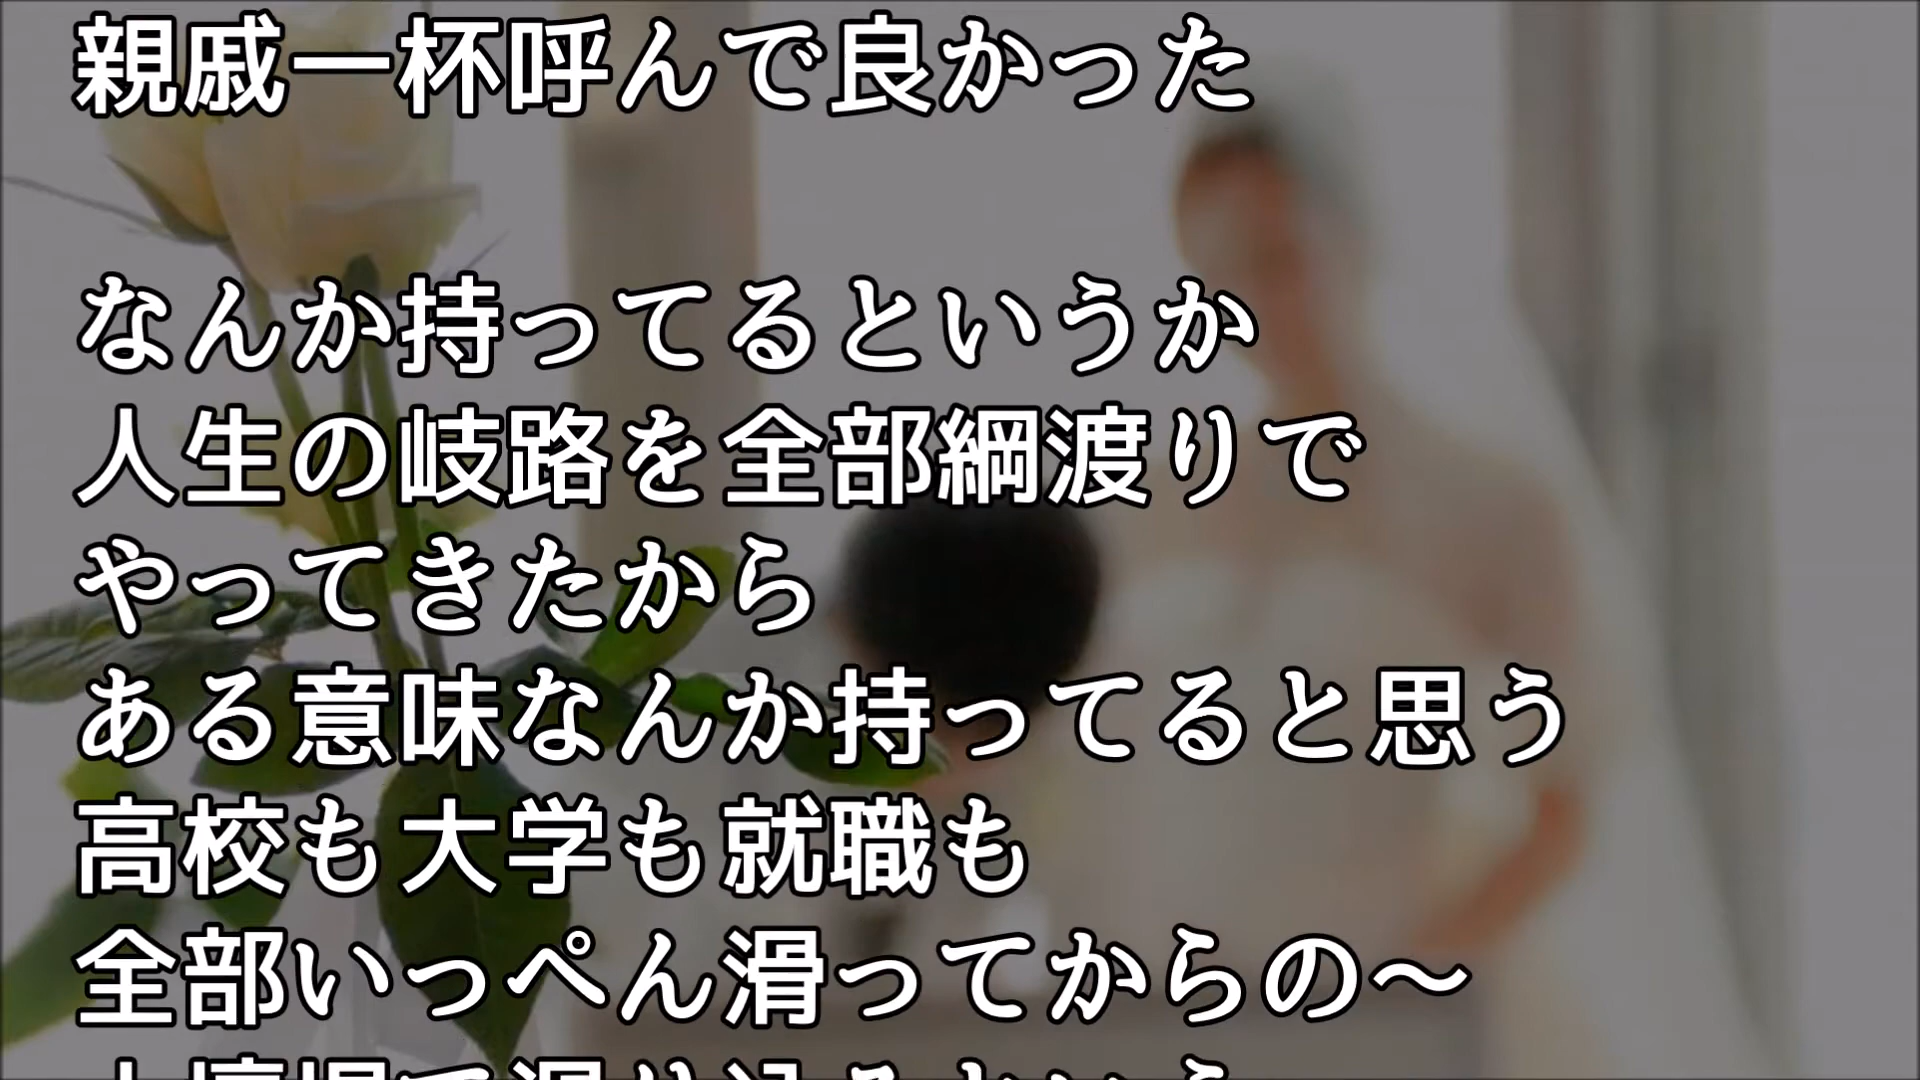 親戚一杯呼んで良かった
なんか持ってるというか
人生の岐路を全部綱渡りで
やってきたから
ある意味なんか持ってると思う
高校も大学も就職も
全部いっぺん滑ってからの～